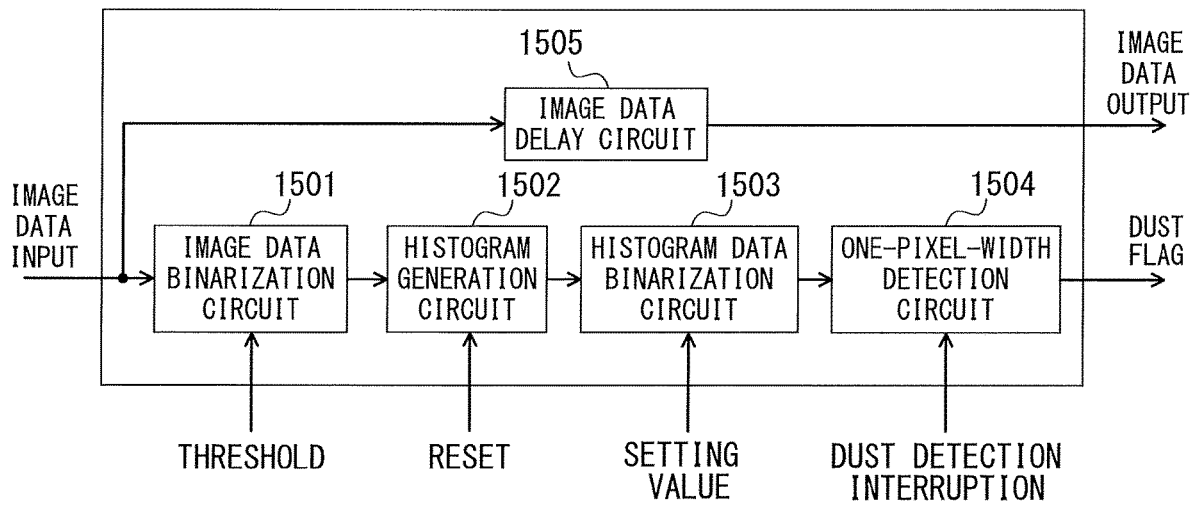 1505
IMAGE DATA
DELAY CIRCUIT
IMAGE
DATA
OUTPUT
IMAGE
DATA
INPUT
1501
IMAGE DATA
BINARIZATION
CIRCUIT
1502
HISTOGRAM
GENERATION
CIRCUIT
1503
HISTOGRAM DATA
BINARIZATION
CIRCUIT
1504
ONE-PIXEL-WIDTH
DETECTION
CIRCUIT
DUST
FLAG
THRESHOLD
RESET
SETTING
VALUE
DUST DETECTION
INTERRUPTION